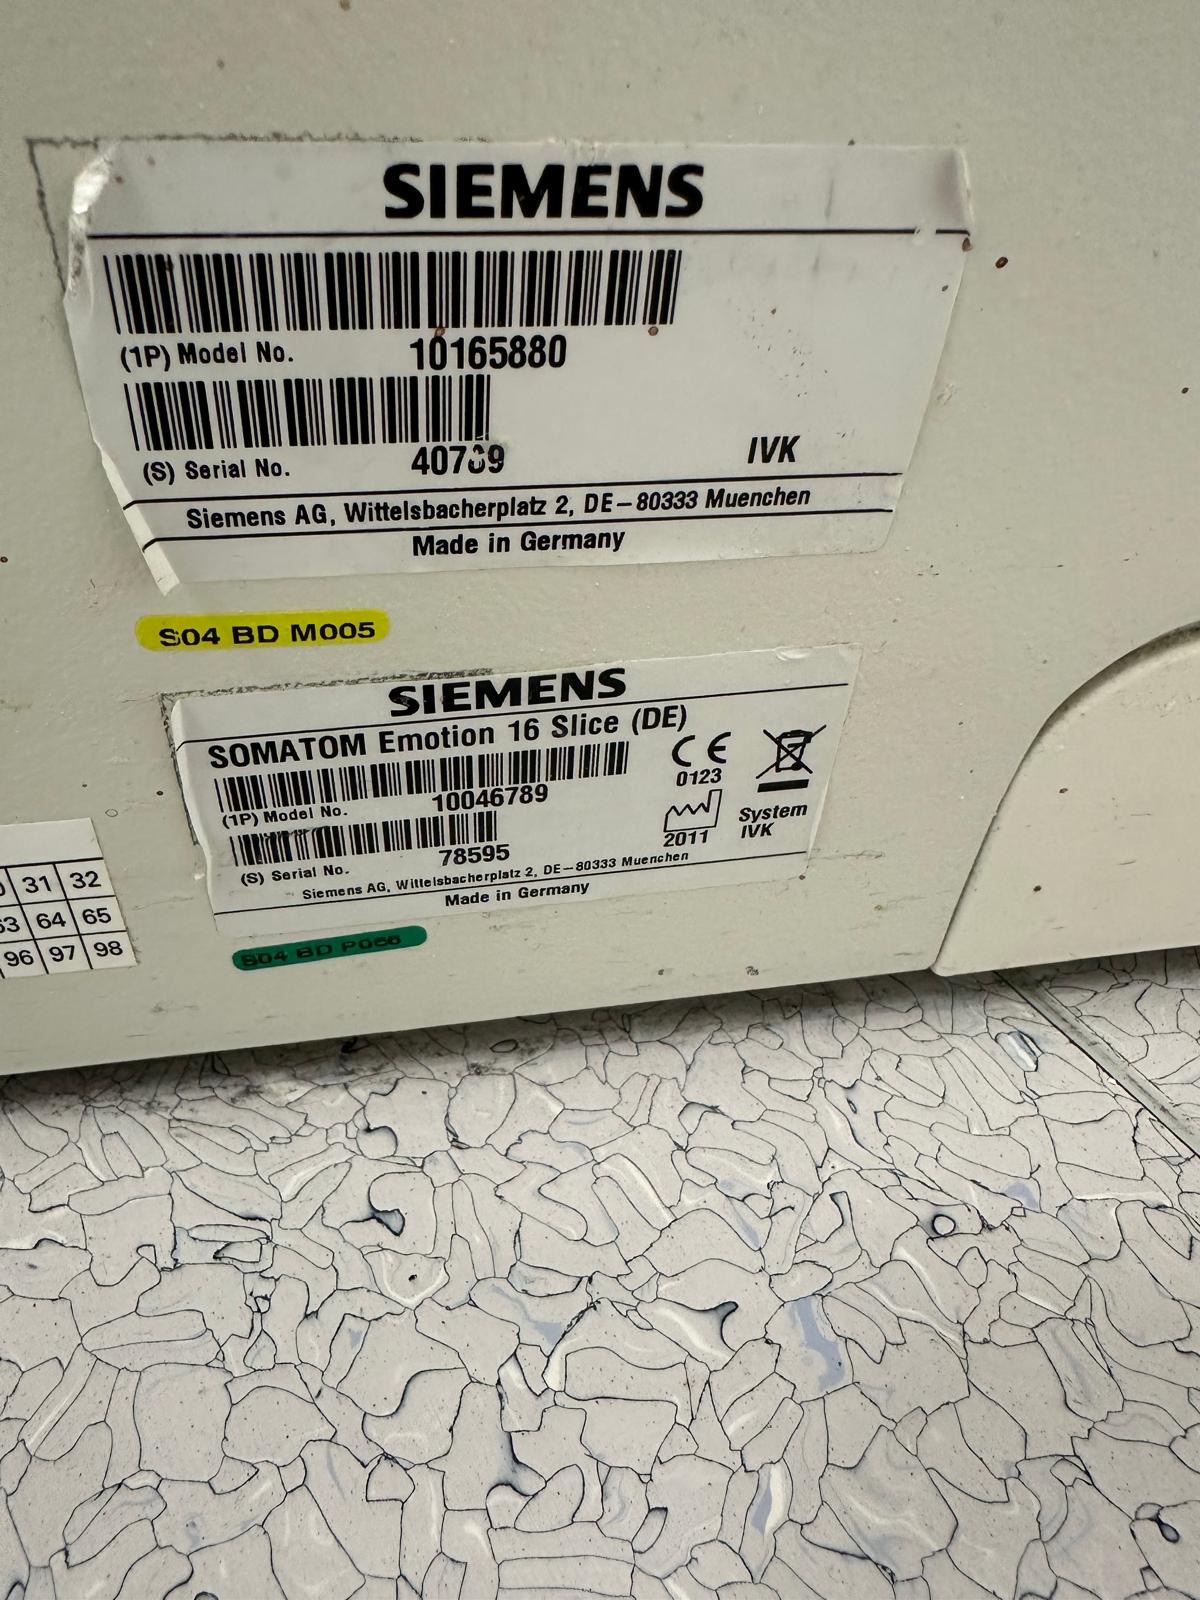 SIEMENS
(1P) Model No. 10165880
(S) Serial No.
IVK
Siemens AG, Wittelsbacherplatz 2, DE-80333 Muenchen
Made in Germany
S04 BD M005
SIEMENS
SOMATOM Emotion 16 Slice (DE)
CE
0123
(1P) Model No. 10046789
2011
System
IVK
(S) Serial No. 78595
Siemens AG, Wittelsbacherplatz 2, DE-80333 Muenchen
Made in Germany
S04 BD
31 32
64 65
96 97 98